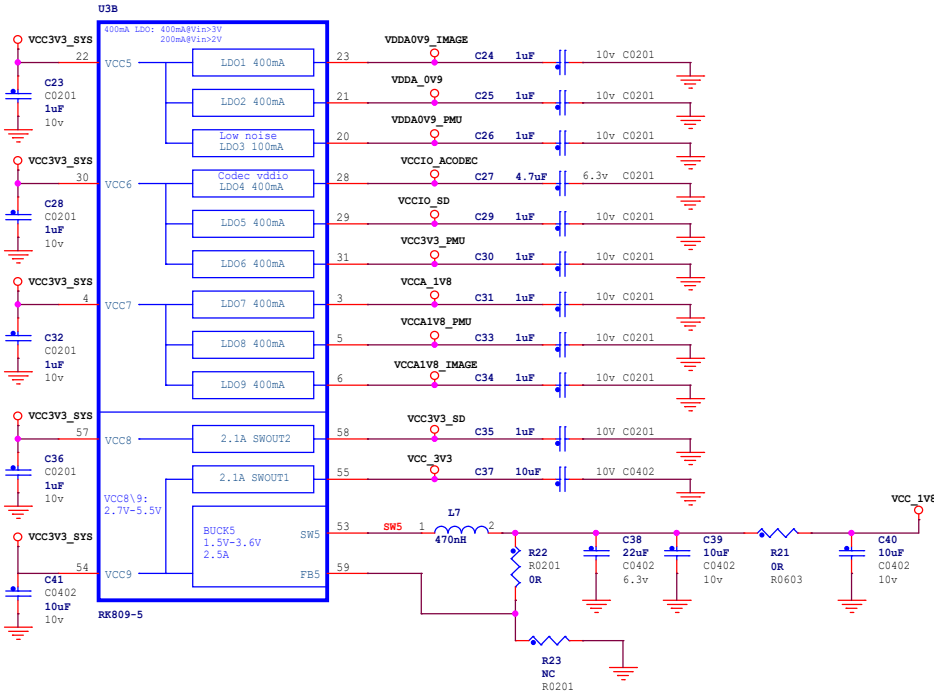 U3B
400mA LDO: 400mA@Vin>3V
200mA@Vin>2V
VCC3V3_SYS
22
VCC5
C23
C0201
1uF
10v
LDO1 400mA
23
VDDA0V9_IMAGE
C24
1uF
10v C0201
LDO2 400mA
21
VDDA_0V9
C25
1uF
10v C0201
Low noise
LDO3 100mA
20
VDDA0V9_PMU
C26
1uF
10v C0201
VCC3V3_SYS
30
VCC6
C28
C0201
1uF
10v
Codec vddio
LDO4 400mA
28
VCCIO_ACODEC
C27
4.7uF
6.3v C0201
LDO5 400mA
29
VCCIO_SD
C29
1uF
10v C0201
LDO6 400mA
31
VCC3V3_PMU
C30
1uF
10v C0201
VCC3V3_SYS
4
VCC7
C32
C0201
1uF
10v
LDO7 400mA
3
VCCA_1V8
C31
1uF
10v C0201
LDO8 400mA
5
VCCA1V8_PMU
C33
1uF
10v C0201
LDO9 400mA
6
VCCA1V8_IMAGE
C34
1uF
10v C0201
VCC3V3_SYS
57
VCC8
C36
C0201
1uF
10v
2.1A SWOUT2
58
VCC3V3_SD
C35
1uF
10V C0201
2.1A SWOUT1
55
VCC_3V3
C37
10uF
10V C0402
VCC8\9:
2.7V-5.5V
VCC3V3_SYS
54
VCC9
C41
C0402
10uF
10v
BUCK5
1.5V-3.6V
2.5A
SW5
53
SW5
1
L7
2
470nH
FB5
59
R22
R0201
0R
C38
22uF
C0402
6.3v
C39
10uF
C0402
10v
R21
0R
R0603
VCC_1V8
C40
10uF
C0402
10v
RK809-5
R23
NC
R0201